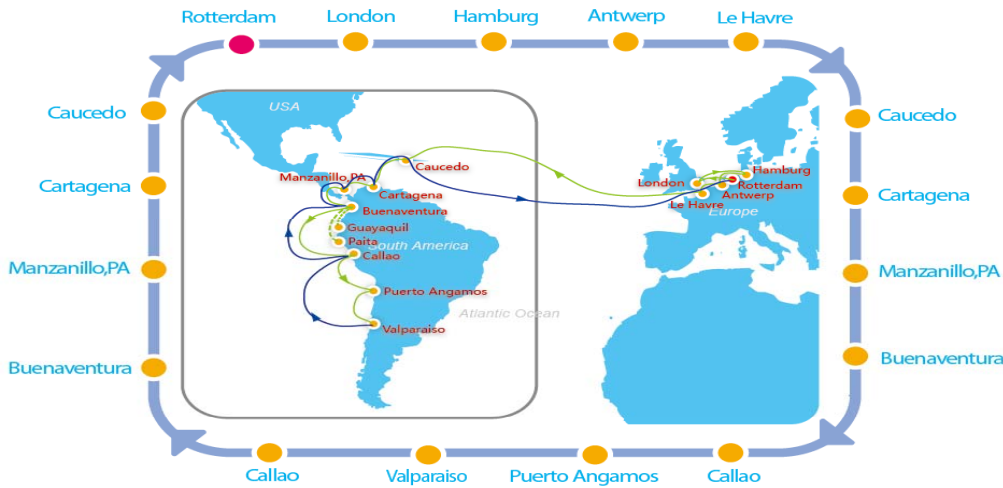 Rotterdam
London
Hamburg
Antwerp
Le Havre
Caucedo
Cartagena
Manzanillo,PA
Buenaventura
Callao
Puerto Angamos
Valparaiso
Callao
Buenaventura
Manzanillo,PA
Cartagena
Caucedo
USA
Caucedo
Manzanillo,PA
Cartagena
Buenaventura
Guayaquil
Paita
South America
Callao
Puerto Angamos
Atlantic Ocean
Valparaiso
Hamburg
London
Rotterdam
Antwerp
Le Havre
Europe